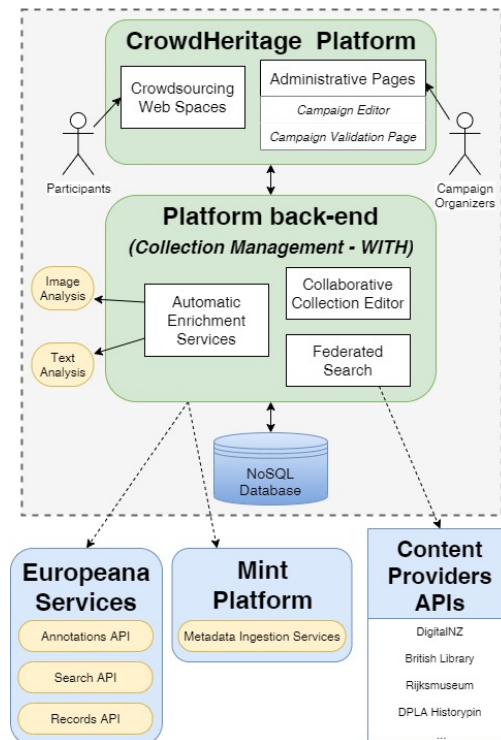 CrowdHeritage Platform
Crowdsourcing
Web Spaces
Administrative Pages
Campaign Editor
Campaign Validation Page
Participants
Campaign
Organizers
Platform back-end
(Collection Management - WITH)
Image
Analysis
Text
Analysis
Automatic
Enrichment
Services
Collaborative
Collection Editor
Federated
Search
NoSQL
Database
Europeana
Services
Annotations API
Search API
Records API
Mint
Platform
Metadata Ingestion Services
Content
Providers
APIs
DigitalNZ
British Library
Rijksmuseum
DPLA Historypin
...